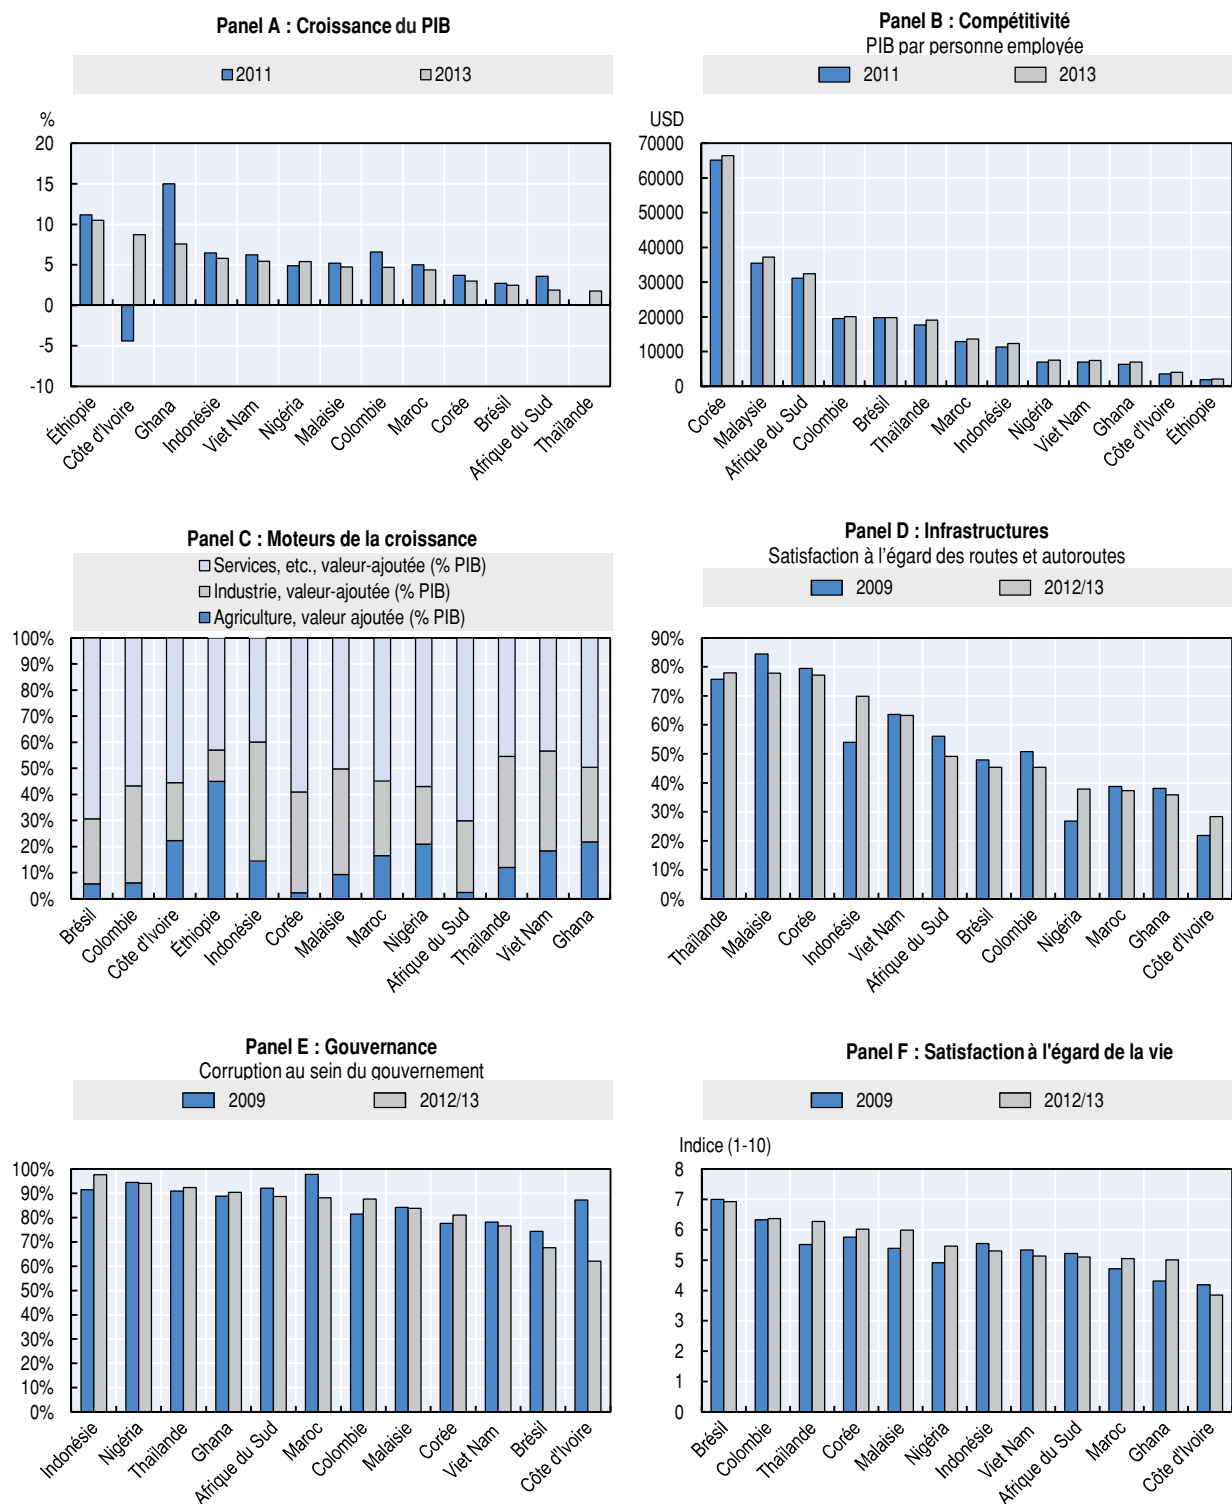 Panel A : Croissance du PIB
2011 2013
%
20
15
10
5
0
-5
-10
Éthiopie
Côte d'Ivoire
Ghana
Indonésie
Viet Nam
Nigéria
Malaisie
Colombie
Maroc
Corée
Brésil
Afrique du Sud
Thaïlande
Panel B : Compétitivité
PIB par personne employée
2011 2013
USD
70000
60000
50000
40000
30000
20000
10000
0
Corée
Malaysie
Afrique du Sud
Colombie
Brésil
Thaïlande
Maroc
Indonésie
Nigéria
Viet Nam
Ghana
Côte d'Ivoire
Éthiopie
Panel C : Moteurs de la croissance
Services, etc., valeur-ajoutée (% PIB)
Industrie, valeur-ajoutée (% PIB)
Agriculture, valeur ajoutée (% PIB)
100%
90%
80%
70%
60%
50%
40%
30%
20%
10%
0%
Brésil
Colombie
Côte d'Ivoire
Éthiopie
Indonésie
Corée
Malaisie
Maroc
Nigéria
Afrique du Sud
Thaïlande
Viet Nam
Ghana
Panel D : Infrastructures
Satisfaction à l’égard des routes et autoroutes
2009 2012/13
90%
80%
70%
60%
50%
40%
30%
20%
10%
0%
Thaïlande
Malaisie
Corée
Indonésie
Viet Nam
Afrique du Sud
Brésil
Colombie
Nigéria
Maroc
Ghana
Côte d'Ivoire
Panel E : Gouvernance
Corruption au sein du gouvernement
2009 2012/13
100%
90%
80%
70%
60%
50%
40%
30%
20%
10%
0%
Indonésie
Nigéria
Thaïlande
Ghana
Afrique du Sud
Maroc
Colombie
Malaisie
Corée
Viet Nam
Brésil
Côte d'Ivoire
Panel F : Satisfaction à l'égard de la vie
2009 2012/13
Indice (1-10)
8
7
6
5
4
3
2
1
0
Brésil
Colombie
Thaïlande
Corée
Malaisie
Nigéria
Indonésie
Viet Nam
Afrique du Sud
Maroc
Ghana
Côte d'Ivoire